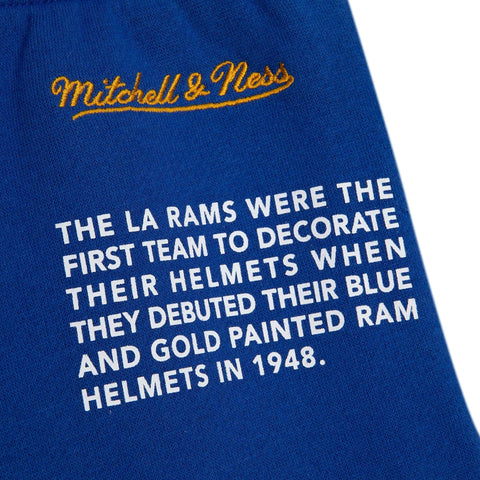 Mitchell & Ness
THE LA RAMS WERE THE
FIRST TEAM TO DECORATE
THEIR HELMETS WHEN
THEY DEBUTED THEIR BLUE
AND GOLD PAINTED RAM
HELMETS IN 1948.